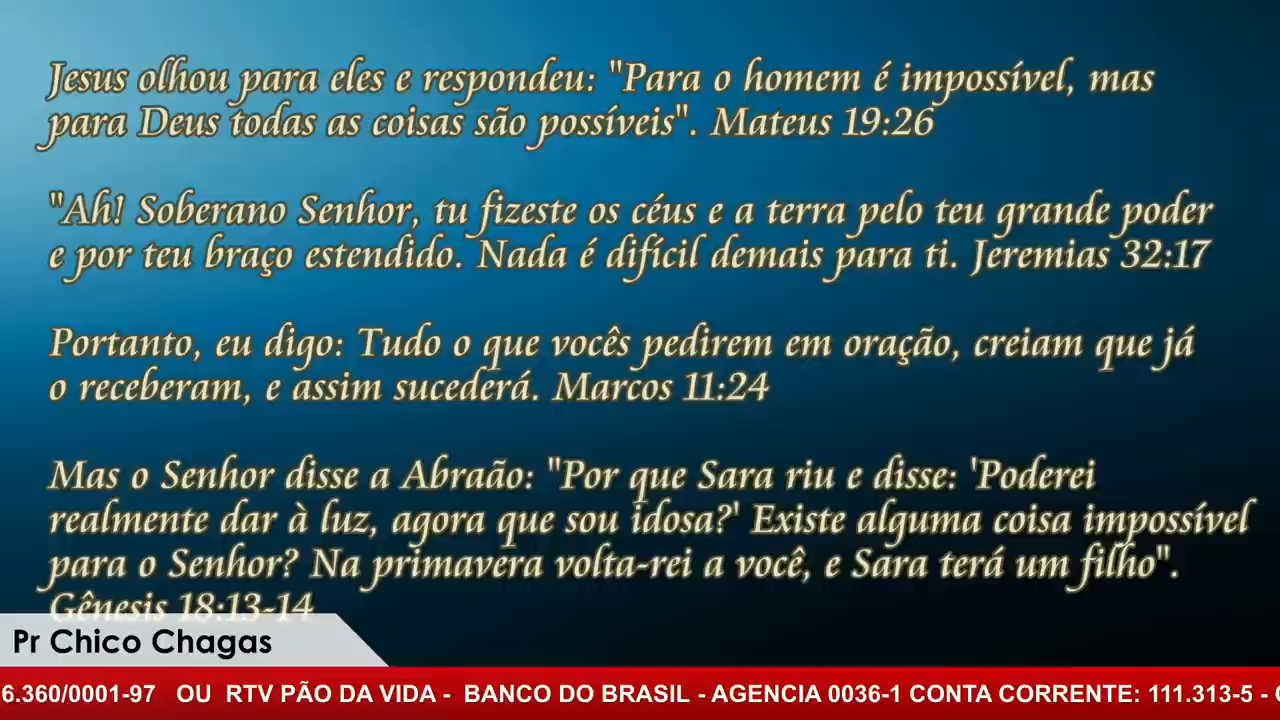 Jesus olhou para eles e respondeu: "Para o homem é impossível, mas
para Deus todas as coisas são possíveis". Mateus 19:26
"Ah! Soberano Senhor, tu fizeste os céus e a terra pelo teu grande poder
e por teu braço estendido. Nada é difícil demais para ti. Jeremias 32:17
Portanto, eu digo: Tudo o que vocês pedirem em oração, creiam que já
o receberam, e assim sucederá. Marcos 11:24
Mas o Senhor disse a Abraão: "Por que Sara riu e disse: 'Poderei
realmente dar à luz, agora que sou idosa?' Existe alguma coisa impossível
para o Senhor? Na primavera volta-rei a você, e Sara terá um filho".
Gênesis 18:13-14
Pr Chico Chagas
6.360/0001-97 OU RTV PÃO DA VIDA - BANCO DO BRASIL - AGENCIA 0036-1 CONTA CORRENTE: 111.313-5 -